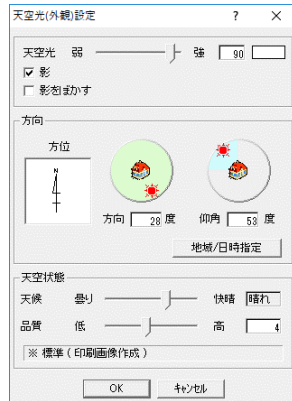 天空光(外観)設定 ? ×
天空光 弱 強 90
影
影をぼかす
方向
方位
N
方向 28 度 仰角 53 度
地域/日時指定
天空状態
天候 曇り 快晴 晴れ
品質 低 高 4
※ 標準 ( 印刷画像作成 )
OK キャンセル